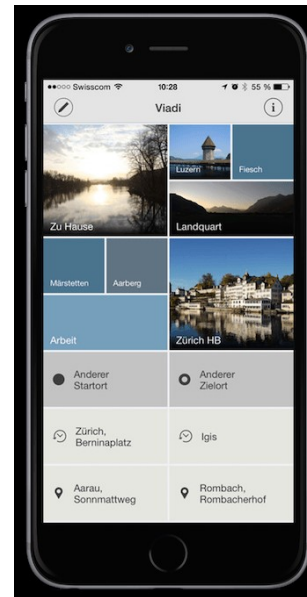 Swisscom 10:28 55 %
Viadi
Zu Hause
Luzern
Fiesch
Landquart
Märstetten
Aarberg
Arbeit
Zürich HB
Anderer
Startort
Anderer
Zielort
Zürich,
Berninaplatz
Igis
Aarau,
Sonnmattweg
Rombach,
Rombacherhof